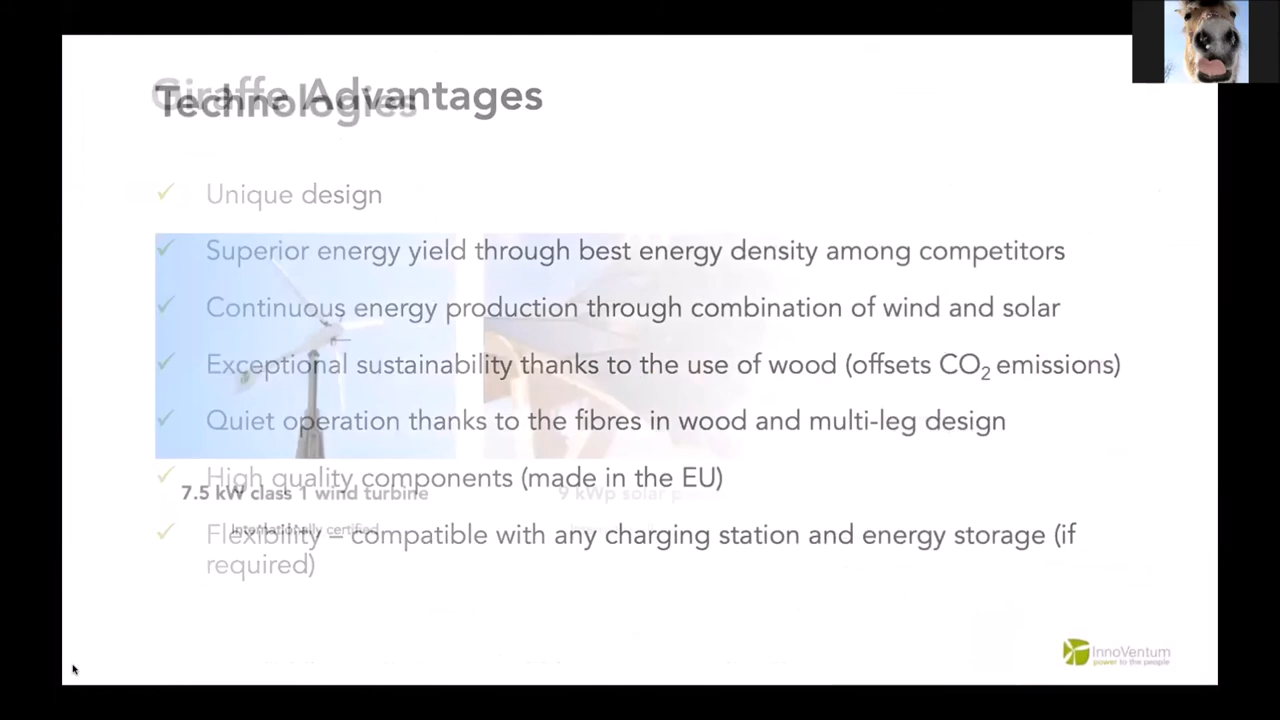 Giraffe Advantages
Technologies
Unique design
Superior energy yield through best energy density among competitors
Continuous energy production through combination of wind and solar
Exceptional sustainability thanks to the use of wood (offsets CO₂ emissions)
Quiet operation thanks to the fibres in wood and multi-leg design
High quality components (made in the EU)
7.5 kW class 1 wind turbine
9 kWp solar
Internationally certified
Flexibility – compatible with any charging station and energy storage (if
required)
InnoVentum
power to the people